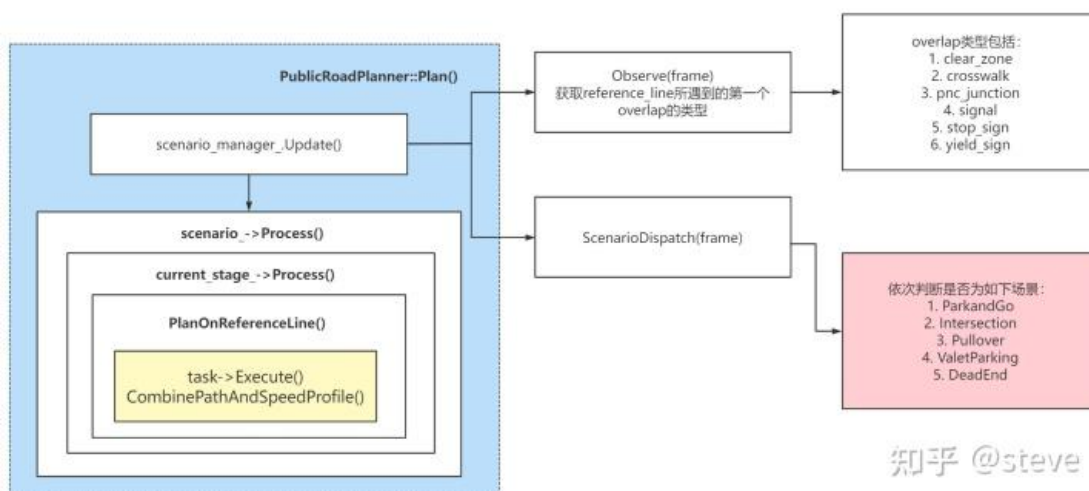 PublicRoadPlanner::Plan()
scenario_manager_.Update()
scenario_->Process()
current_stage_->Process()
PlanOnReferenceLine()
task->Execute()
CombinePathAndSpeedProfile()
Observe(frame)
获取reference_line所遇到的第一个
overlap的类型
overlap类型包括：
1. clear_zone
2. crosswalk
3. pnc_junction
4. signal
5. stop_sign
6. yield_sign
ScenarioDispatch(frame)
依次判断是否为如下场景：
1. ParkandGo
2. Intersection
3. Pullover
4. ValetParking
5. DeadEnd
知乎 @steve